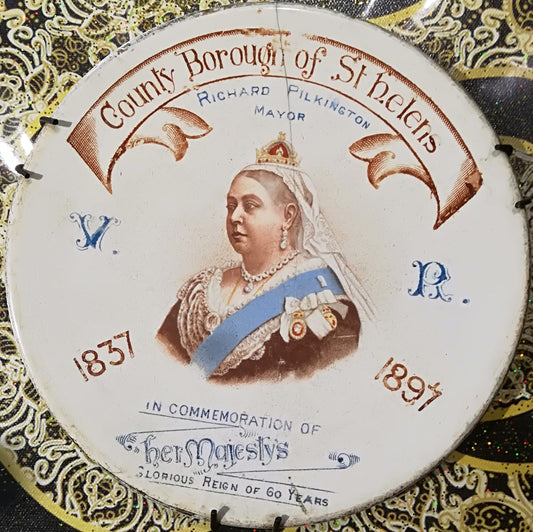 County Borough of St Helens
RICHARD PILKINGTON
MAYOR
V. R.
1837 1897
IN COMMEMORATION OF
her Majesty's
GLORIOUS REIGN OF 60 YEARS